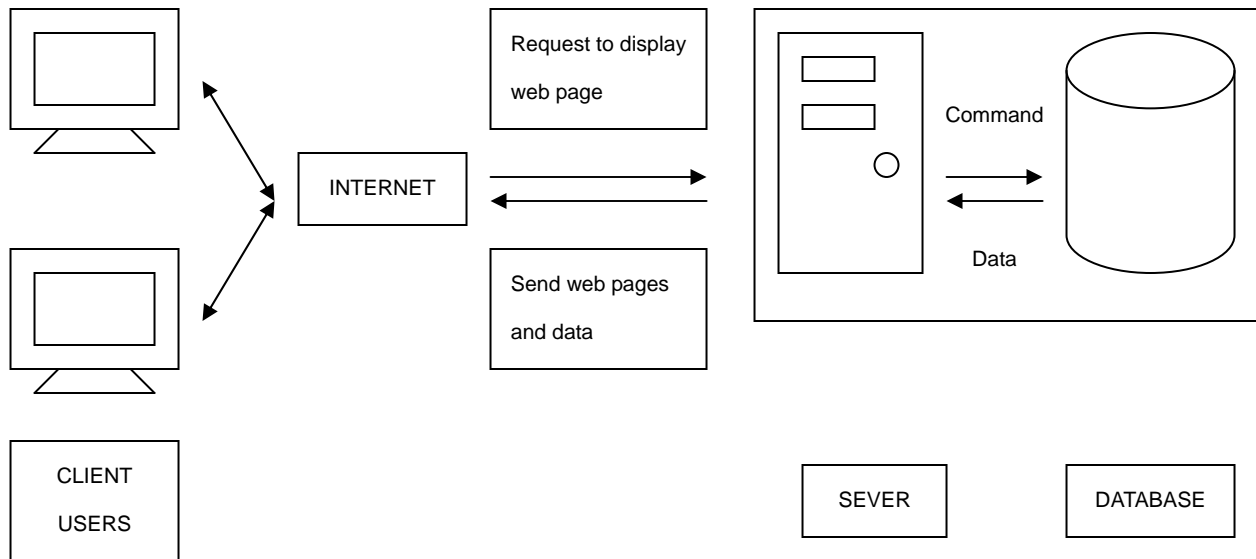 Request to display
web page
Command
INTERNET
Data
Send web pages
and data
CLIENT
USERS
SEVER
DATABASE